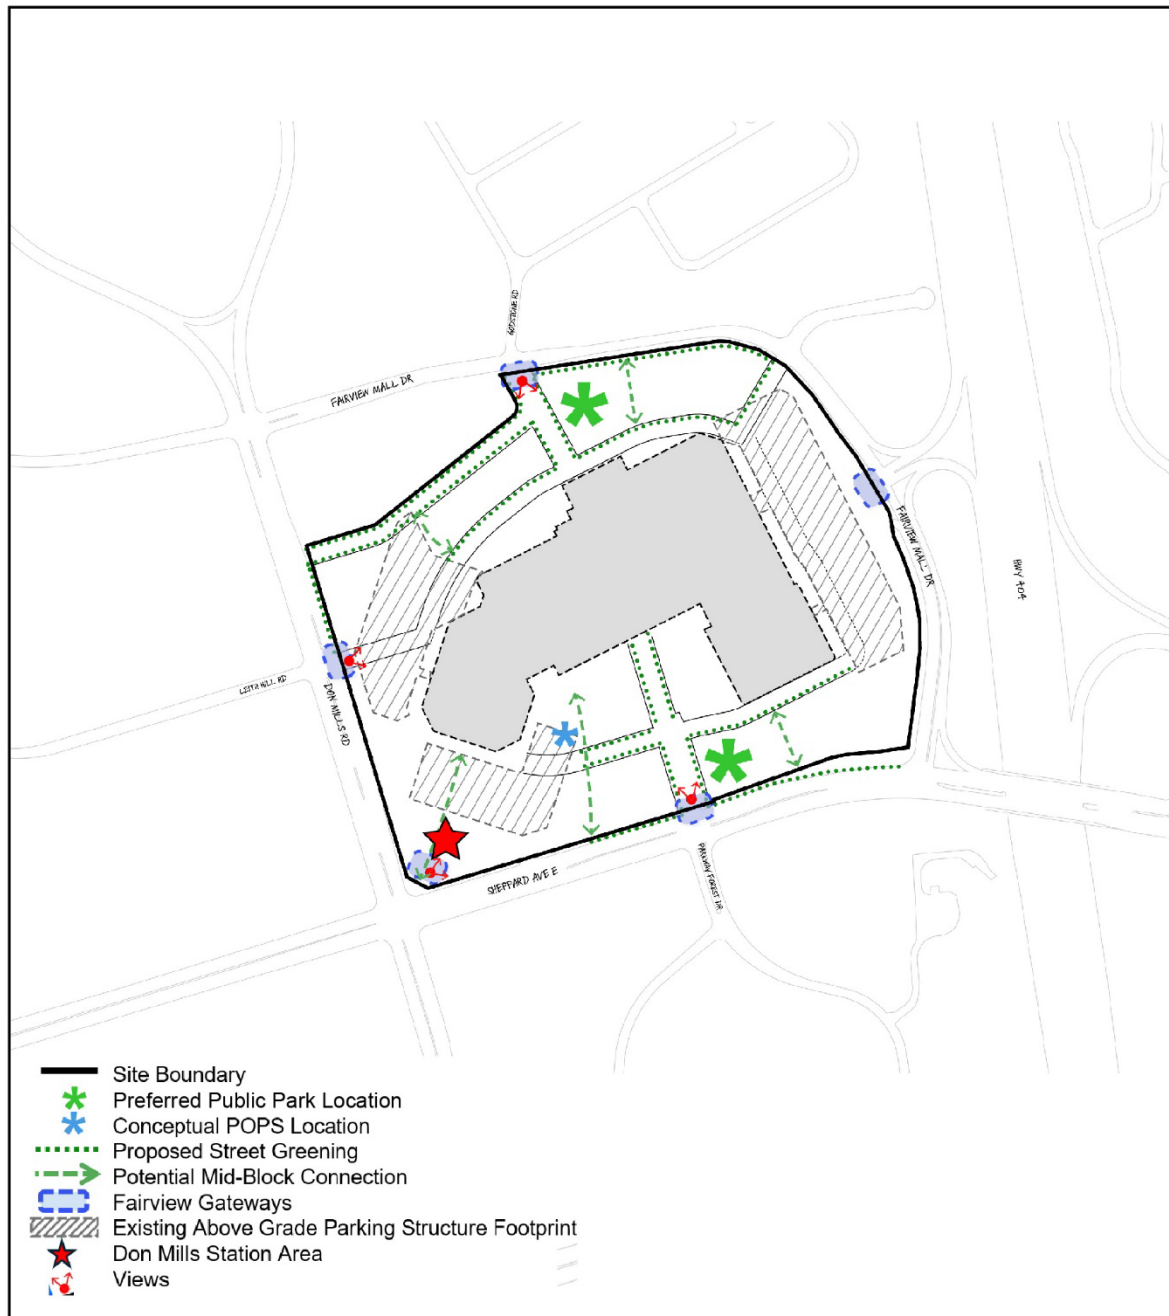 GODSTONE RD
FAIRVIEW MALL DR
FAIRVIEW MALL DR
HWY 404
LEITH HILL RD
DON MILLS RD
PARKWAY FOREST DR
SHEPPARD AVE E
Site Boundary
Preferred Public Park Location
Conceptual POPS Location
Proposed Street Greening
Potential Mid-Block Connection
Fairview Gateways
Existing Above Grade Parking Structure Footprint
Don Mills Station Area
Views